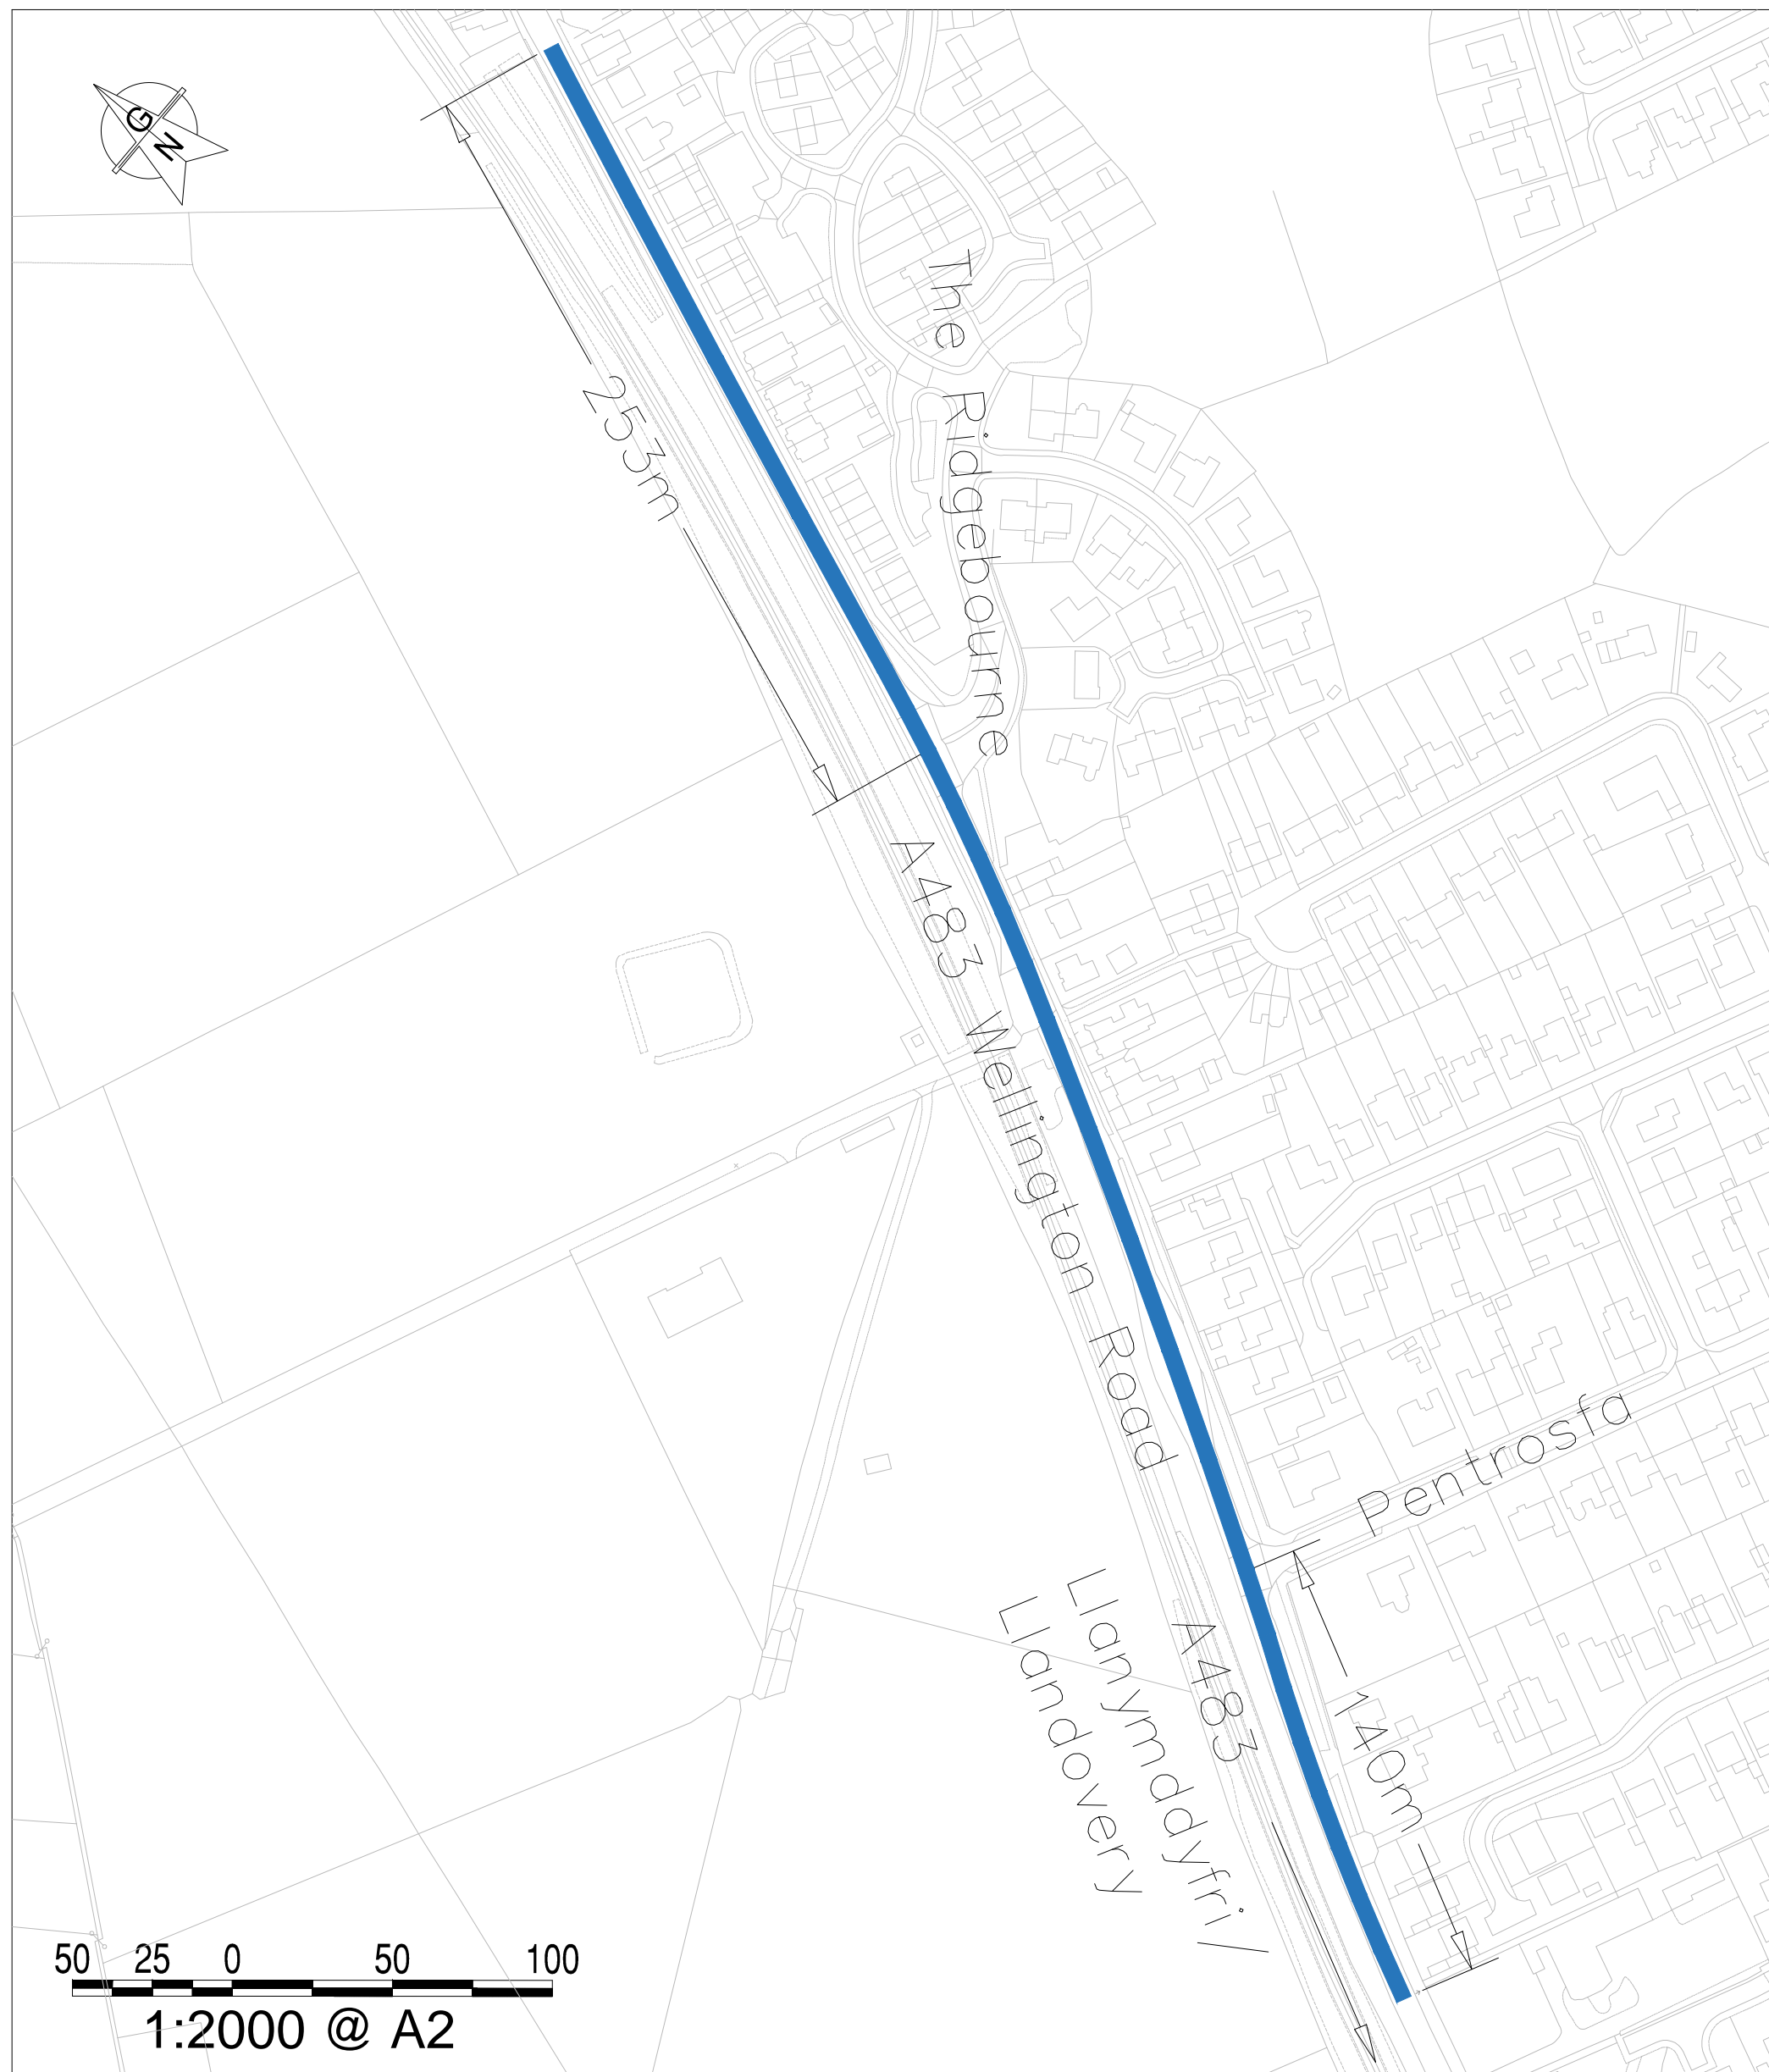 G
N
253m
The Ridgebourne
A483 Wellington Road
Pentrosfa
Llanymddyfri/
Llandovery
A483
140m
50 25 0 50 100
1:2000 @ A2